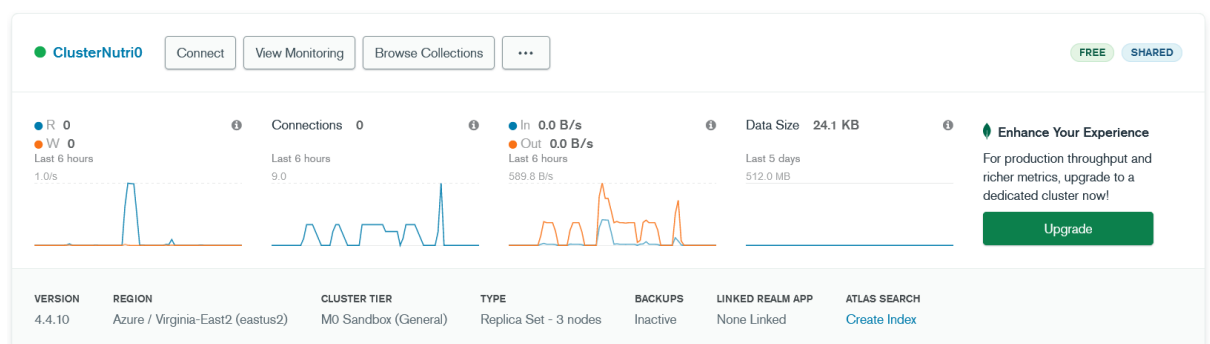 ClusterNutri0 Connect View Monitoring Browse Collections ... FREE SHARED
R 0
W 0
Last 6 hours
1.0/s
Connections 0
Last 6 hours
9.0
In 0.0 B/s
Out 0.0 B/s
Last 6 hours
589.8 B/s
Data Size 24.1 KB
Last 5 days
512.0 MB
Enhance Your Experience
For production throughput and
richer metrics, upgrade to a
dedicated cluster now!
Upgrade
VERSION REGION CLUSTER TIER TYPE BACKUPS LINKED REALM APP ATLAS SEARCH
4.4.10 Azure / Virginia-East2 (eastus2) M0 Sandbox (General) Replica Set - 3 nodes Inactive None Linked Create Index